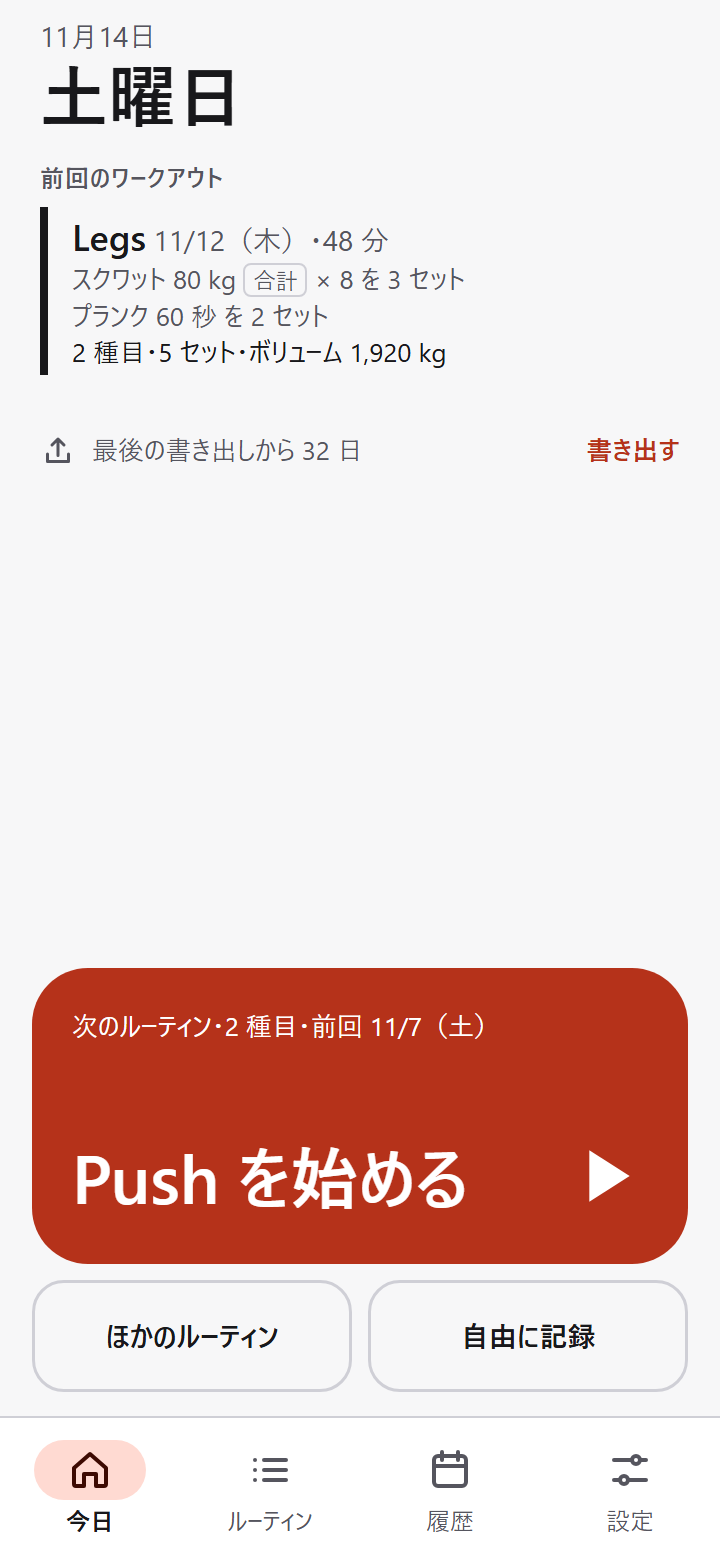 11月14日
土曜日
前回のワークアウト
Legs 11/12（木）・48 分
スクワット 80 kg 合計 × 8 を 3 セット
プランク 60 秒 を 2 セット
2 種目・5 セット・ボリューム 1,920 kg
最後の書き出しから 32 日 書き出す
次のルーティン・2 種目・前回 11/7（土）
Push を始める
ほかのルーティン 自由に記録
今日 ルーティン 履歴 設定